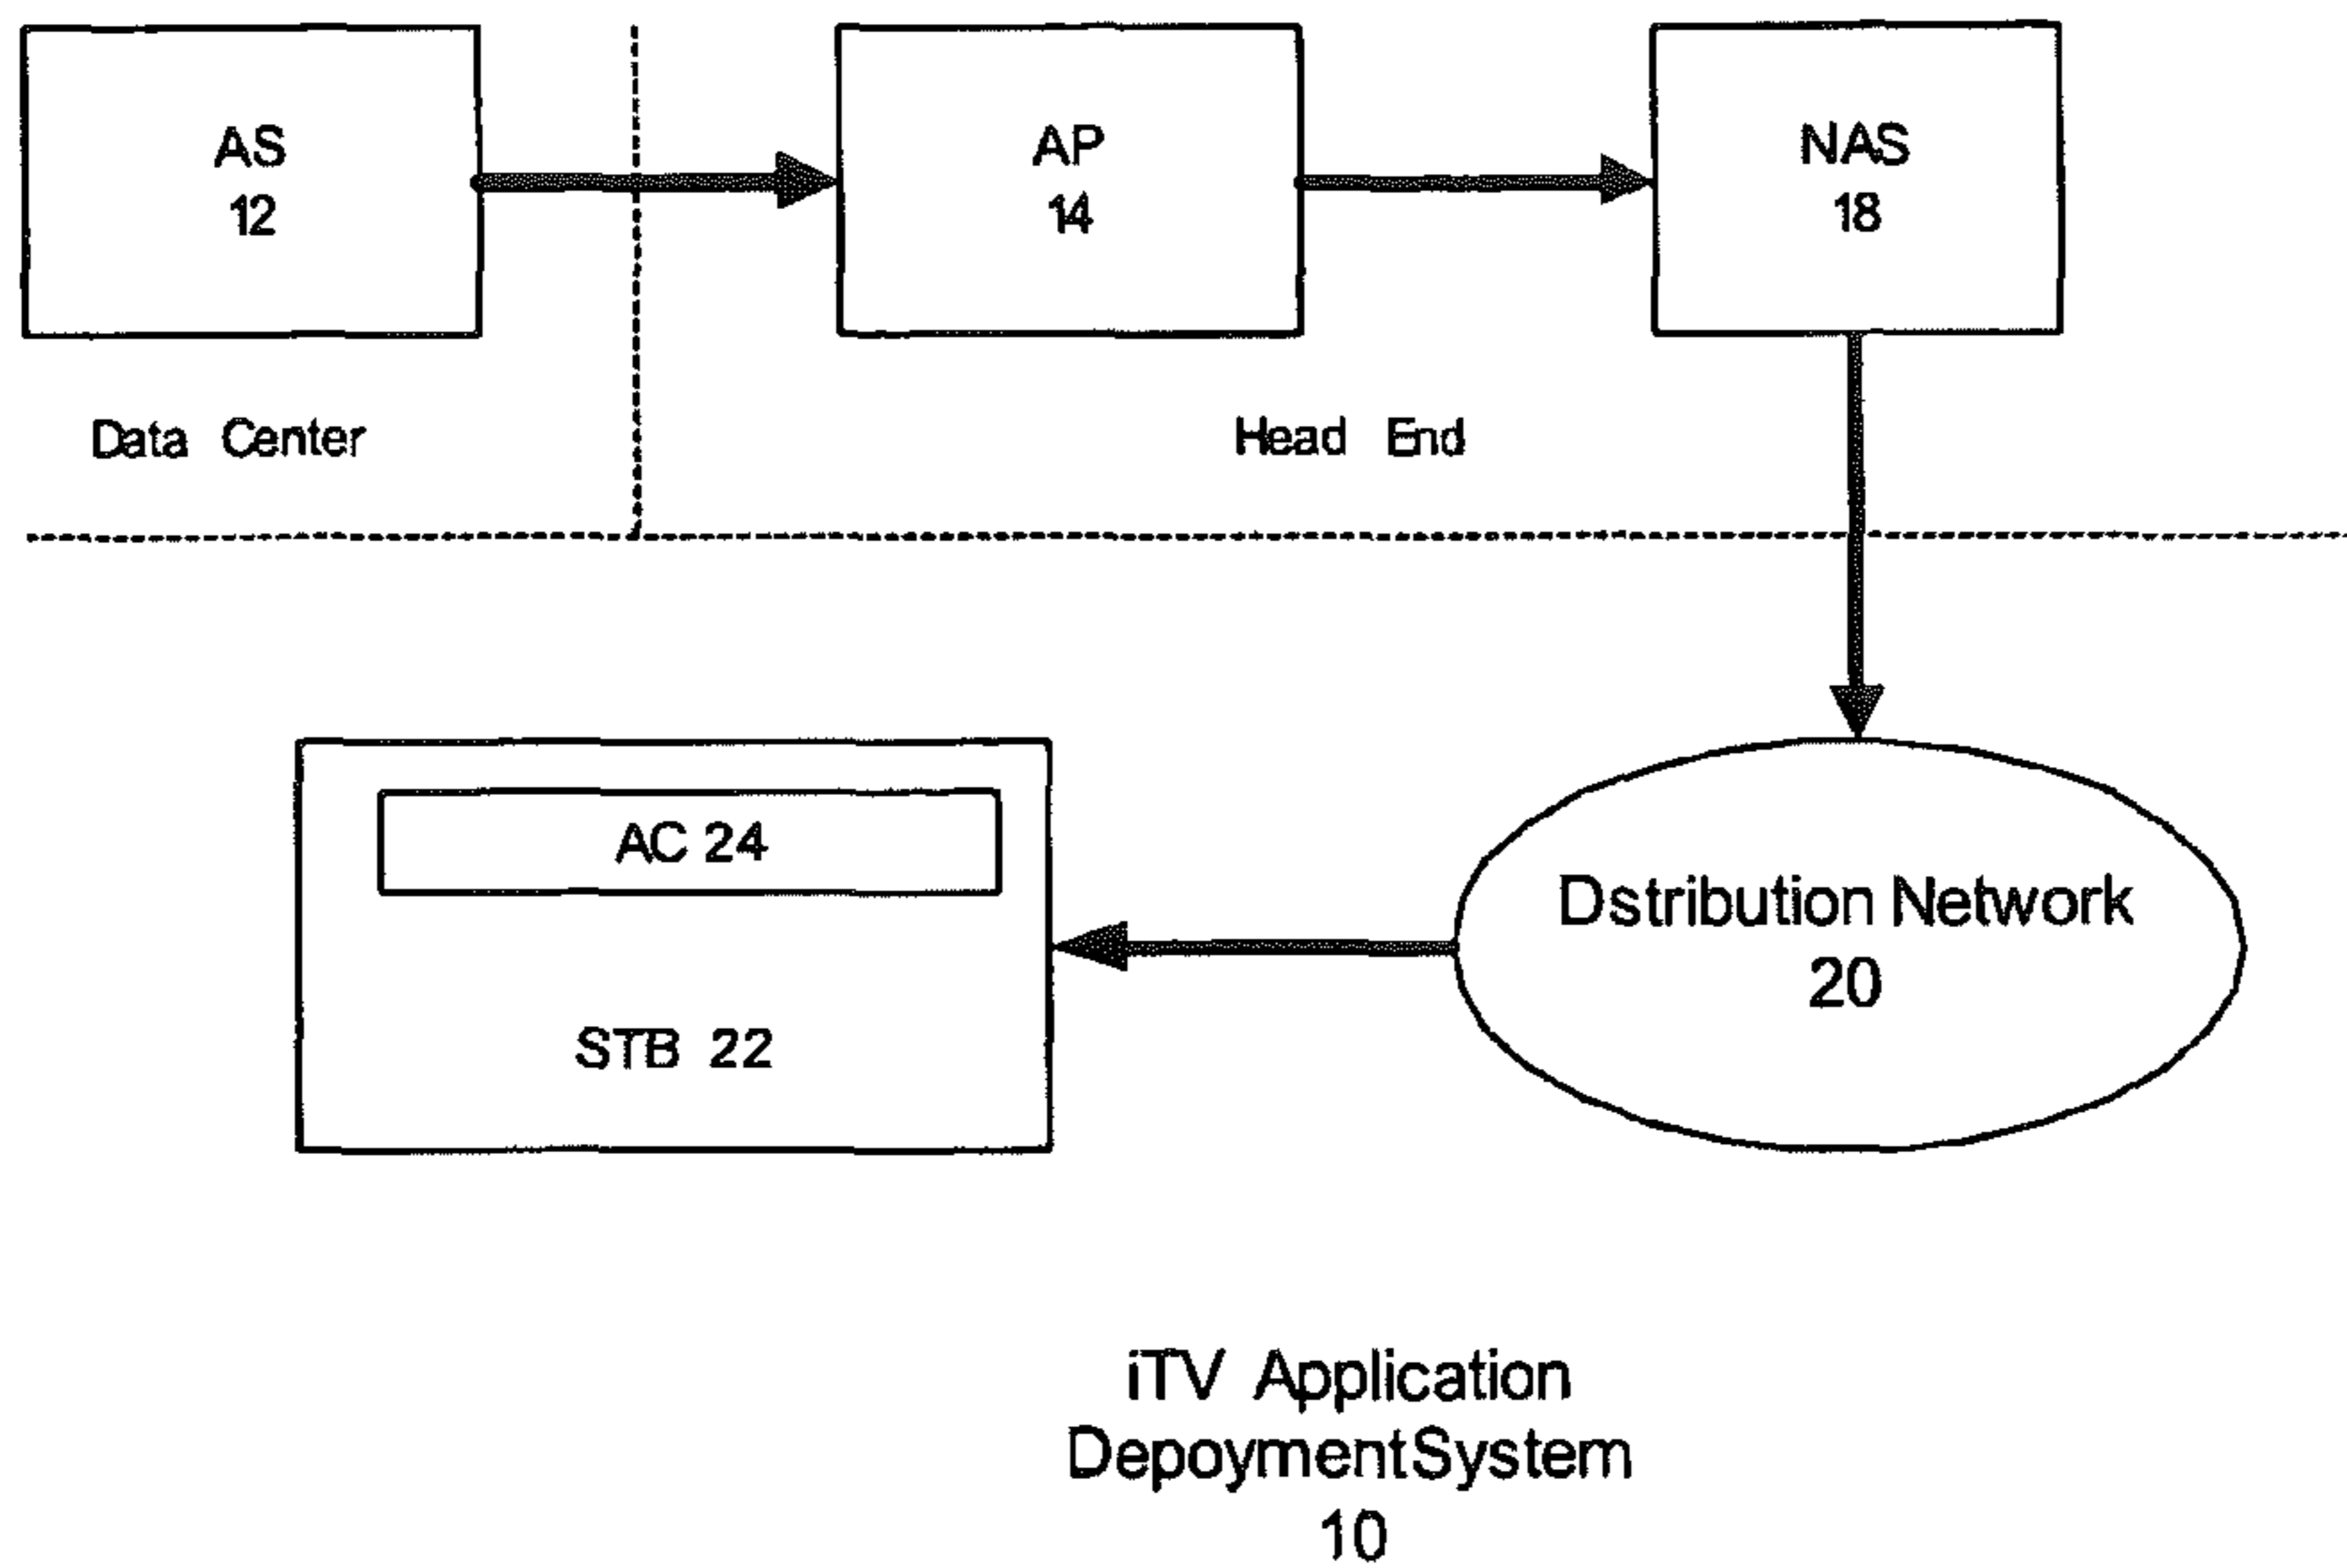 AS
12
AP
14
NAS
18
Data Center
Head End
AC 24
STB 22
Dstribution Network
20
iTV Application
DepoymentSystem
10